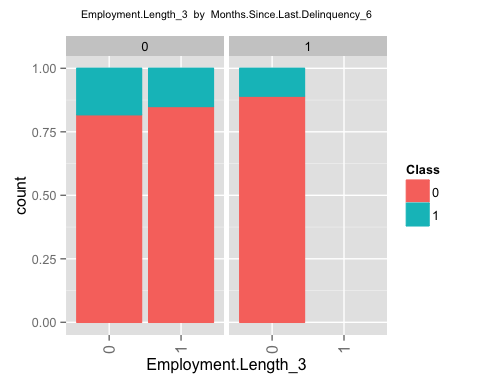 Employment.Length_3 by Months.Since.Last.Delinquency_6
0 1
1.00
0.75
0.50
0.25
0.00
count
0 1 0 1
Employment.Length_3
Class
0
1